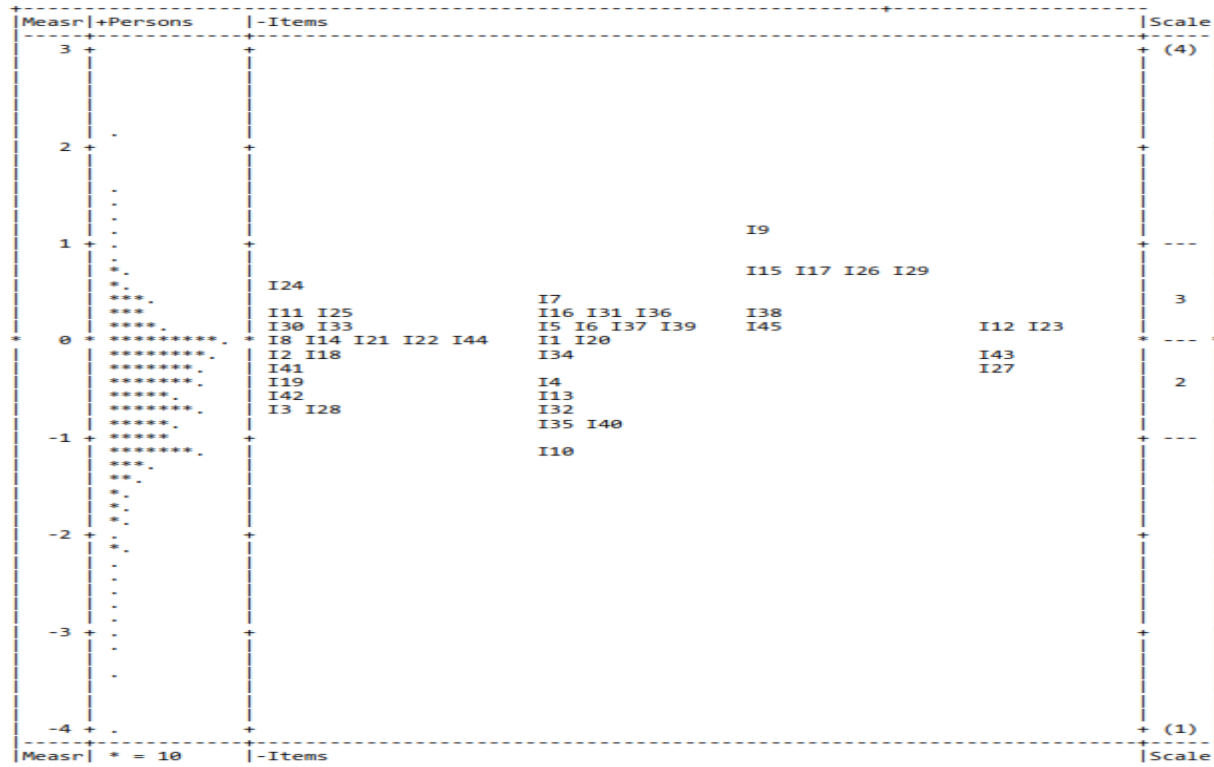 |Measr|+Persons |-Items |Scale
3 + + + (4)
.
2 + + +
.
.
.
. I9
1 + . + + ---
.
*. I15 I17 I26 I29
*. I24
***. I7 3
*** I11 I25 I16 I31 I36 I38
****. I30 I33 I5 I6 I37 I39 I45 I12 I23
* 0 * *********. * I8 I14 I21 I22 I44 I1 I20 * --- *
********. I2 I18 I34 I43
*******. I41 I27
*******. I19 I4 2
*****. I42 I13
*******. I3 I28 I32
*****. I35 I40
-1 + ***** + + ---
*******. I10
***.
**.
*.
*.
*.
-2 + . + +
*.
.
.
.
.
-3 + . + +
.
.
-4 + . + + (1)
|Measr| * = 10 |-Items |Scale